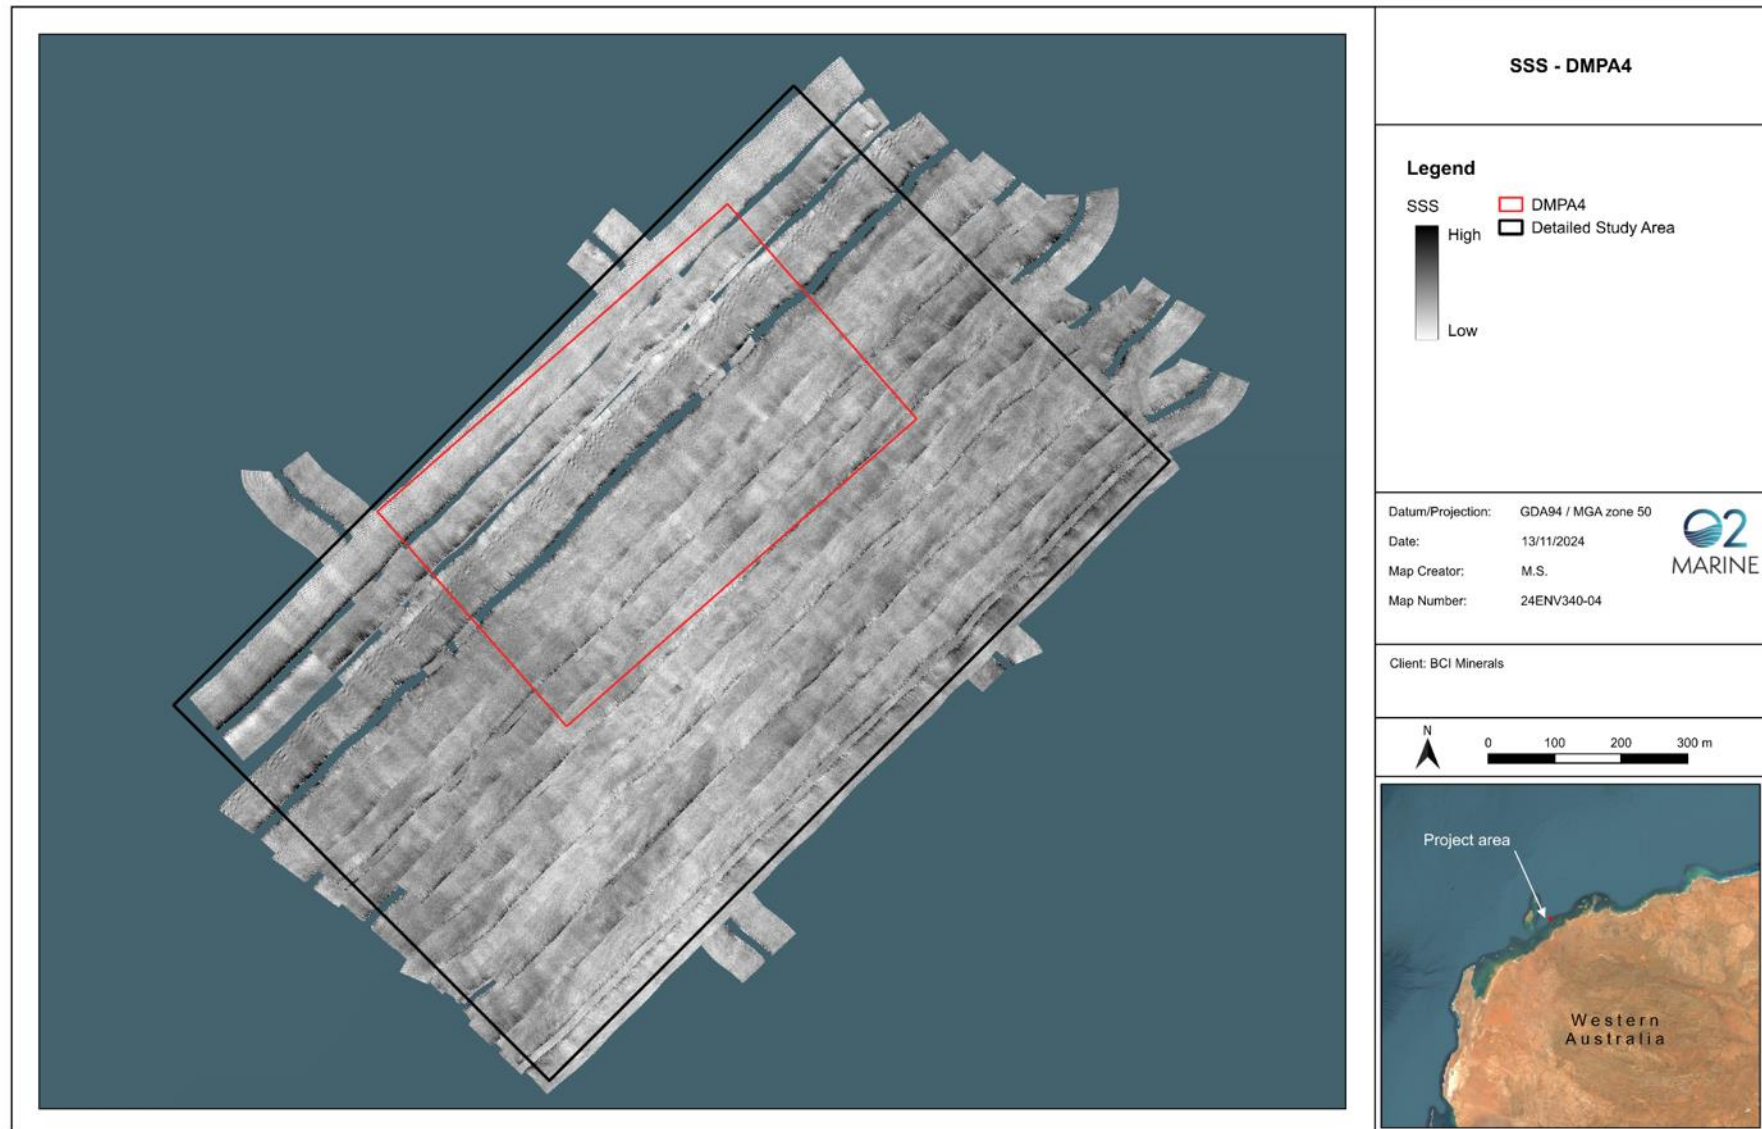 SSS - DMPA4
Legend
SSS
High
Low
DMPA4
Detailed Study Area
Datum/Projection: GDA94 / MGA zone 50
Date: 13/11/2024
Map Creator: M.S.
Map Number: 24ENV340-04
O2
MARINE
Client: BCI Minerals
N
0 100 200 300 m
Project area
Western
Australia